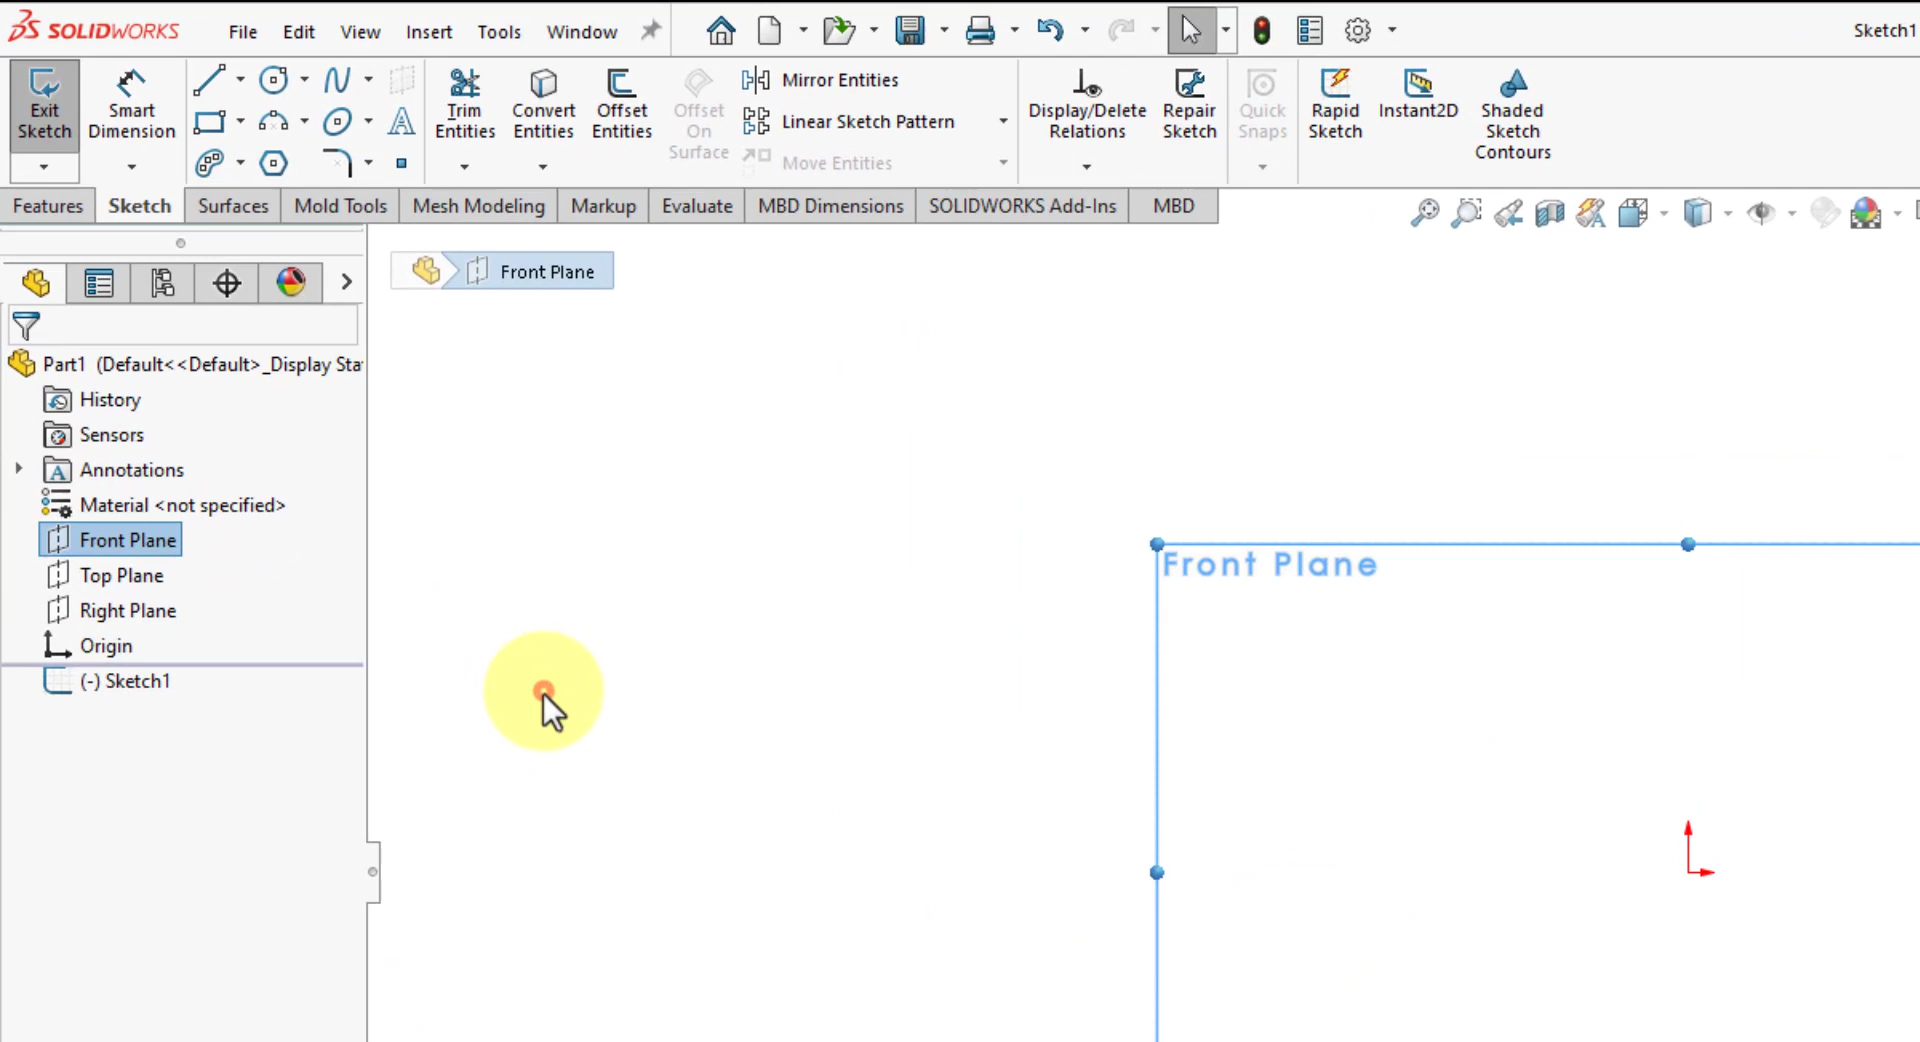 SOLIDWORKS File Edit View Insert Tools Window Sketch1
Exit Sketch
Smart Dimension
Trim Entities
Convert Entities
Offset Entities
Offset On Surface
Mirror Entities
Linear Sketch Pattern
Move Entities
Display/Delete Relations
Repair Sketch
Quick Snaps
Rapid Sketch
Instant2D
Shaded Sketch Contours
Features Sketch Surfaces Mold Tools Mesh Modeling Markup Evaluate MBD Dimensions SOLIDWORKS Add-Ins MBD
Front Plane
Part1 (Default<<Default>_Display Sta
History
Sensors
Annotations
Material <not specified>
Front Plane
Top Plane
Right Plane
Origin
(-) Sketch1
Front Plane